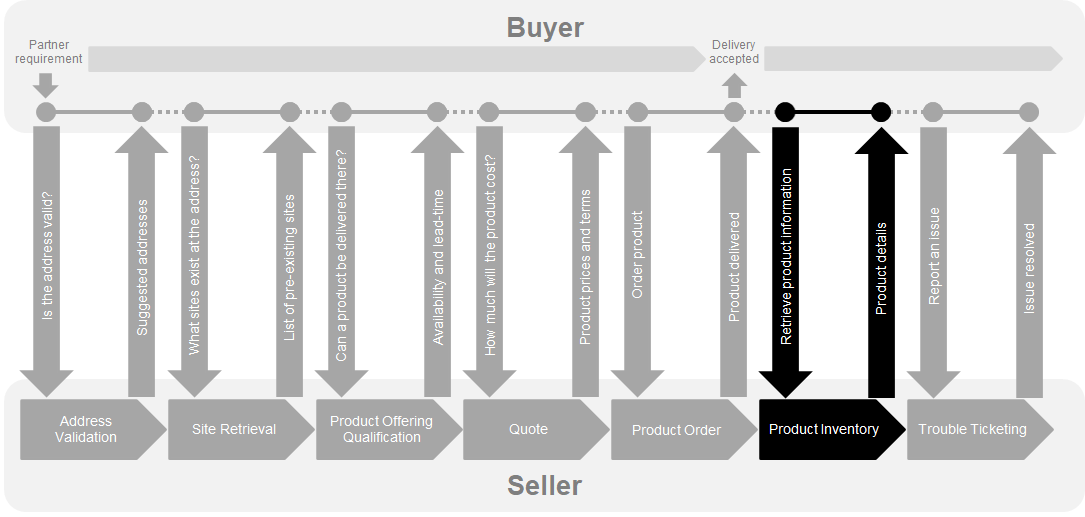 Buyer
Partner
requirement
Delivery
accepted
Is the address valid?
Suggested addresses
What sites exist at the address?
List of pre-existing sites
Can a product be delivered there?
Availability and lead-time
How much will the product cost?
Product prices and terms
Order product
Product delivered
Retrieve product information
Product details
Report an issue
Issue resolved
Address
Validation
Site Retrieval
Product Offering
Qualification
Quote
Product Order
Product Inventory
Trouble Ticketing
Seller